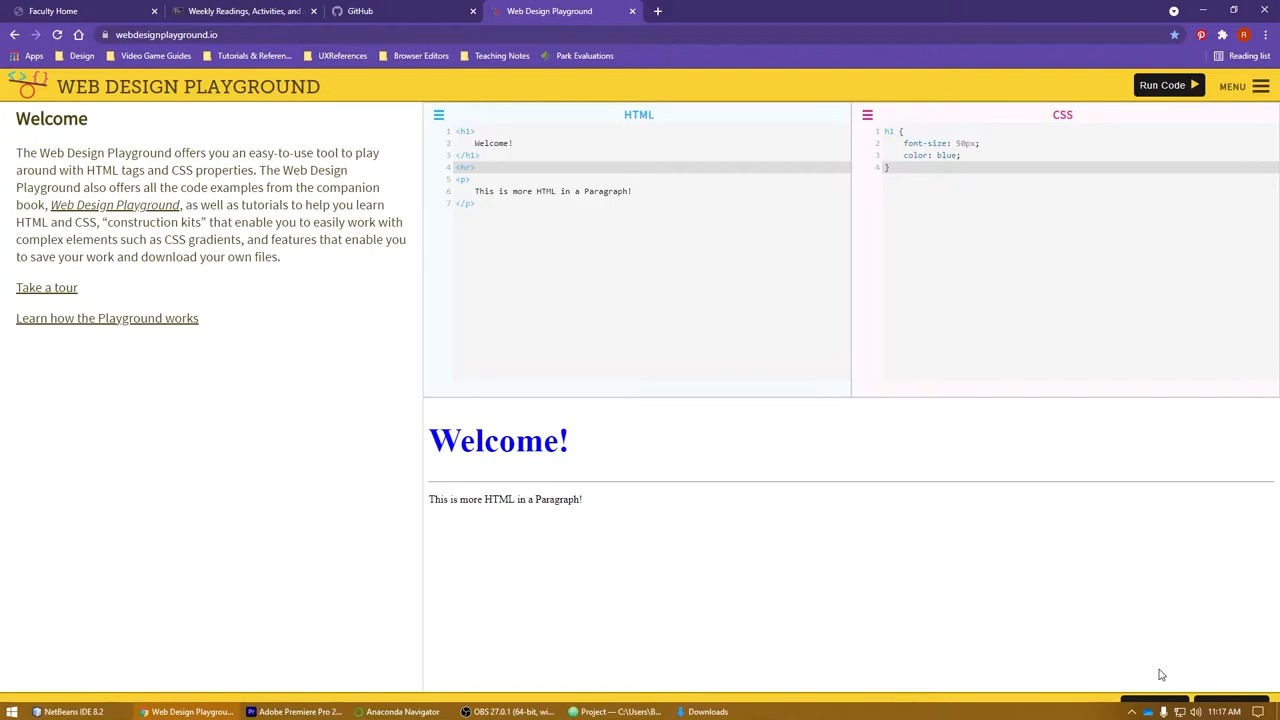 Faculty Home
Weekly Readings, Activities, and
GitHub
Web Design Playground
webdesignplayground.io
R
Apps
Design
Video Game Guides
Tutorials & Referen...
UXReferences
Browser Editors
Teaching Notes
Park Evaluations
Reading list
WEB DESIGN PLAYGROUND
Run Code
MENU
Welcome
The Web Design Playground offers you an easy-to-use tool to play
around with HTML tags and CSS properties. The Web Design
Playground also offers all the code examples from the companion
book, Web Design Playground, as well as tutorials to help you learn
HTML and CSS, “construction kits” that enable you to easily work with
complex elements such as CSS gradients, and features that enable you
to save your work and download your own files.
Take a tour
Learn how the Playground works
HTML
1 <h1>
2 Welcome!
3 </h1>
4 <hr>
5 <p>
6 This is more HTML in a Paragraph!
7 </p>
CSS
1 h1 {
2 font-size: 50px;
3 color: blue;
4 }
Welcome!
This is more HTML in a Paragraph!
NetBeans IDE 8.2
Web Design Playgrou...
Adobe Premiere Pro 2...
Anaconda Navigator
OBS 27.0.1 (64-bit, wi...
Project — C:\Users\B...
Downloads
11:17 AM